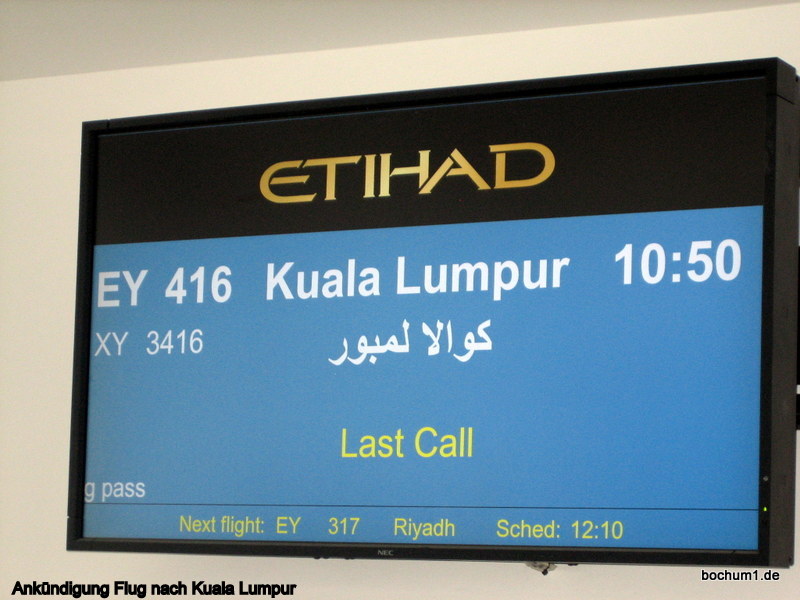 ETIHAD
EY 416 Kuala Lumpur 10:50
XY 3416 كوالا لمبور
Last Call
g pass
Next flight: EY 317 Riyadh Sched: 12:10
NEC
bochum1.de
Ankündigung Flug nach Kuala Lumpur